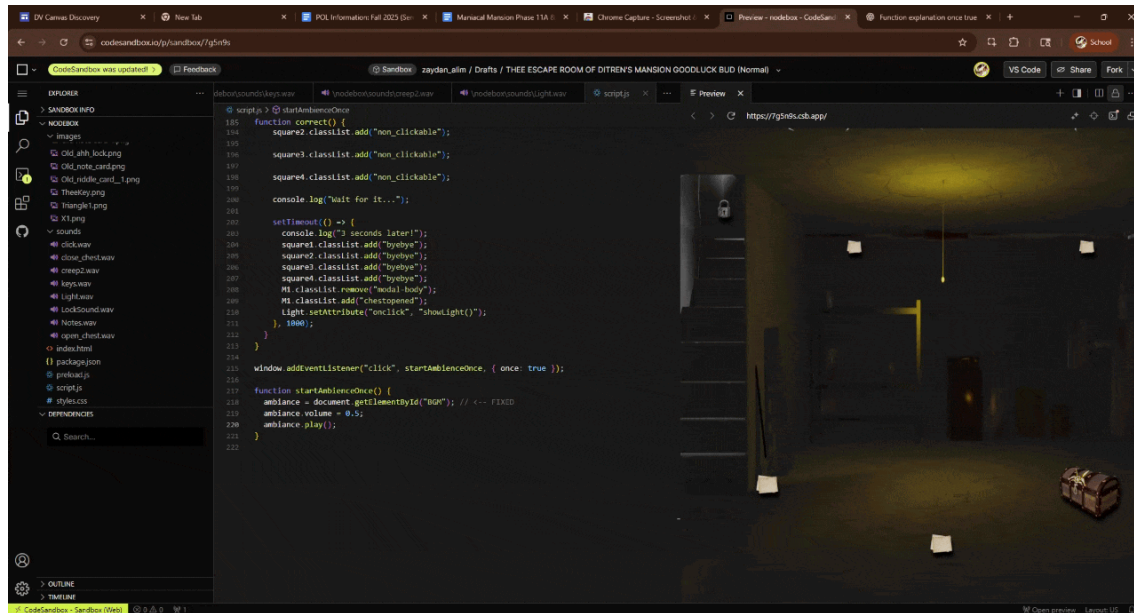 DV Canvas Discovery
New Tab
POL Information: Fall 2025 (Ser
Maniacal Mansion Phase 11A &
Chrome Capture - Screenshot &
Preview - nodebox - CodeSand
Function explanation once true
codesandbox.io/p/sandbox/7g5n9s
School
CodeSandbox was updated!
Feedback
Sandbox zaydan_alim / Drafts / THEE ESCAPE ROOM OF DITREN'S MANSION GOODLUCK BUD (Normal)
VS Code
Share
Fork
EXPLORER
SANDBOX INFO
NODEBOX
images
Old_ahh_lock.png
Old_note_card.png
Old_riddle_card__1.png
TheeKey.png
Triangle1.png
X1.png
sounds
click.wav
close_chest.wav
creep2.wav
keys.wav
Light.wav
LockSound.wav
Notes.wav
open_chest.wav
index.html
package.json
preload.js
script.js
styles.css
DEPENDENCIES
Search...
OUTLINE
TIMELINE
debox\sounds\keys.wav
\nodebox\sounds\creep2.wav
\nodebox\sounds\Light.wav
script.js
script.js > startAmbienceOnce
185 function correct() {
194 square2.classList.add("non_clickable");
195
196 square3.classList.add("non_clickable");
197
198 square4.classList.add("non_clickable");
199
200 console.log("Wait for it...");
201
202 setTimeout(() => {
203 console.log("3 seconds later!");
204 square1.classList.add("byebye");
205 square2.classList.add("byebye");
206 square3.classList.add("byebye");
207 square4.classList.add("byebye");
208 M1.classList.remove("modal-body");
209 M1.classList.add("chestopened");
210 Light.setAttribute("onclick", "showLight()");
211 }, 1000);
212 }
213 }
214
215 window.addEventListener("click", startAmbienceOnce, { once: true });
216
217 function startAmbienceOnce() {
218 ambiance = document.getElementById("BGM"); // <-- FIXED
219 ambiance.volume = 0.5;
220 ambiance.play();
221 }
222
Preview
https://7g5n9s.csb.app/
CodeSandbox - Sandbox (Web)
0 0
1
Open preview
Layout: US